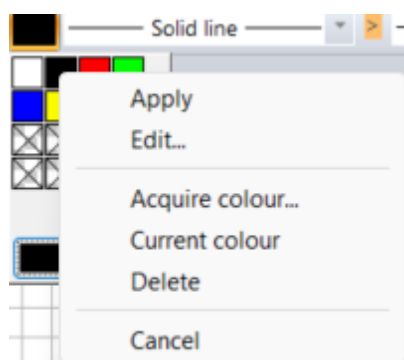 Solid line
>
Apply
Edit...
Acquire colour...
Current colour
Delete
Cancel